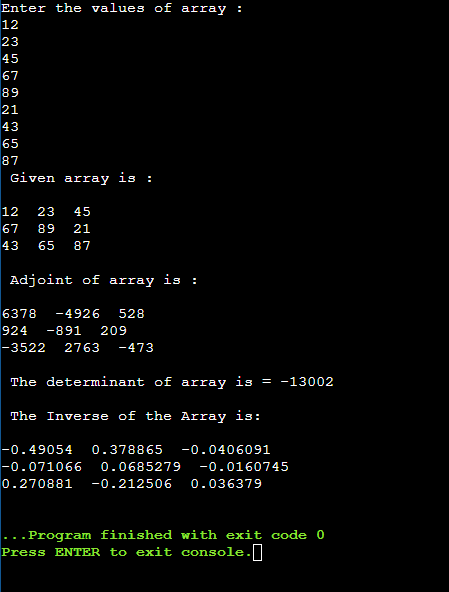 Enter the values of array :
12
23
45
67
89
21
43
65
87
Given array is :
12 23 45
67 89 21
43 65 87
Adjoint of array is :
6378 -4926 528
924 -891 209
-3522 2763 -473
The determinant of array is = -13002
The Inverse of the Array is:
-0.49054 0.378865 -0.0406091
-0.071066 0.0685279 -0.0160745
0.270881 -0.212506 0.036379
...Program finished with exit code 0
Press ENTER to exit console.